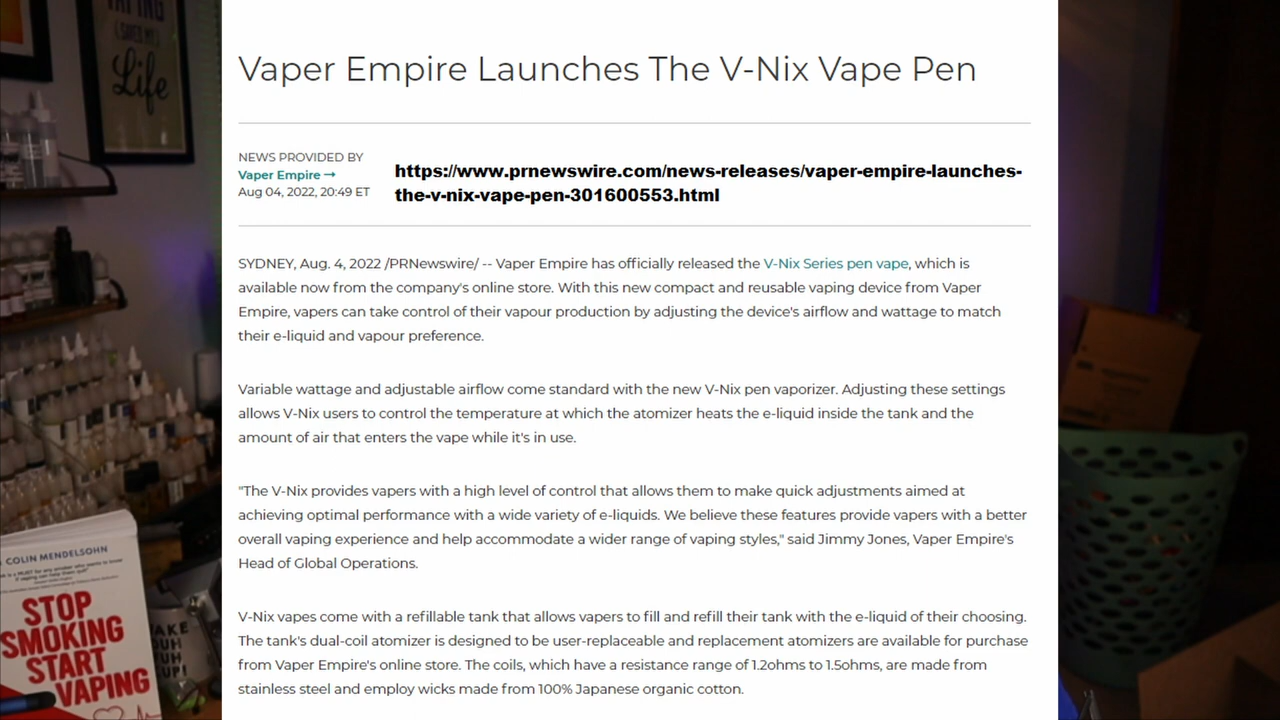 Vaper Empire Launches The V-Nix Vape Pen
NEWS PROVIDED BY
Vaper Empire →
Aug 04, 2022, 20:49 ET
https://www.prnewswire.com/news-releases/vaper-empire-launches-
the-v-nix-vape-pen-301600553.html
SYDNEY, Aug. 4, 2022 /PRNewswire/ -- Vaper Empire has officially released the V-Nix Series pen vape, which is
available now from the company's online store. With this new compact and reusable vaping device from Vaper
Empire, vapers can take control of their vapour production by adjusting the device's airflow and wattage to match
their e-liquid and vapour preference.
Variable wattage and adjustable airflow come standard with the new V-Nix pen vaporizer. Adjusting these settings
allows V-Nix users to control the temperature at which the atomizer heats the e-liquid inside the tank and the
amount of air that enters the vape while it's in use.
"The V-Nix provides vapers with a high level of control that allows them to make quick adjustments aimed at
achieving optimal performance with a wide variety of e-liquids. We believe these features provide vapers with a better
overall vaping experience and help accommodate a wider range of vaping styles," said Jimmy Jones, Vaper Empire's
Head of Global Operations.
V-Nix vapes come with a refillable tank that allows vapers to fill and refill their tank with the e-liquid of their choosing.
The tank's dual-coil atomizer is designed to be user-replaceable and replacement atomizers are available for purchase
from Vaper Empire's online store. The coils, which have a resistance range of 1.2ohms to 1.5ohms, are made from
stainless steel and employ wicks made from 100% Japanese organic cotton.
VAPING
(SAVED MY)
Life
COLIN MENDELSOHN
STOP
SMOKING
START
VAPING